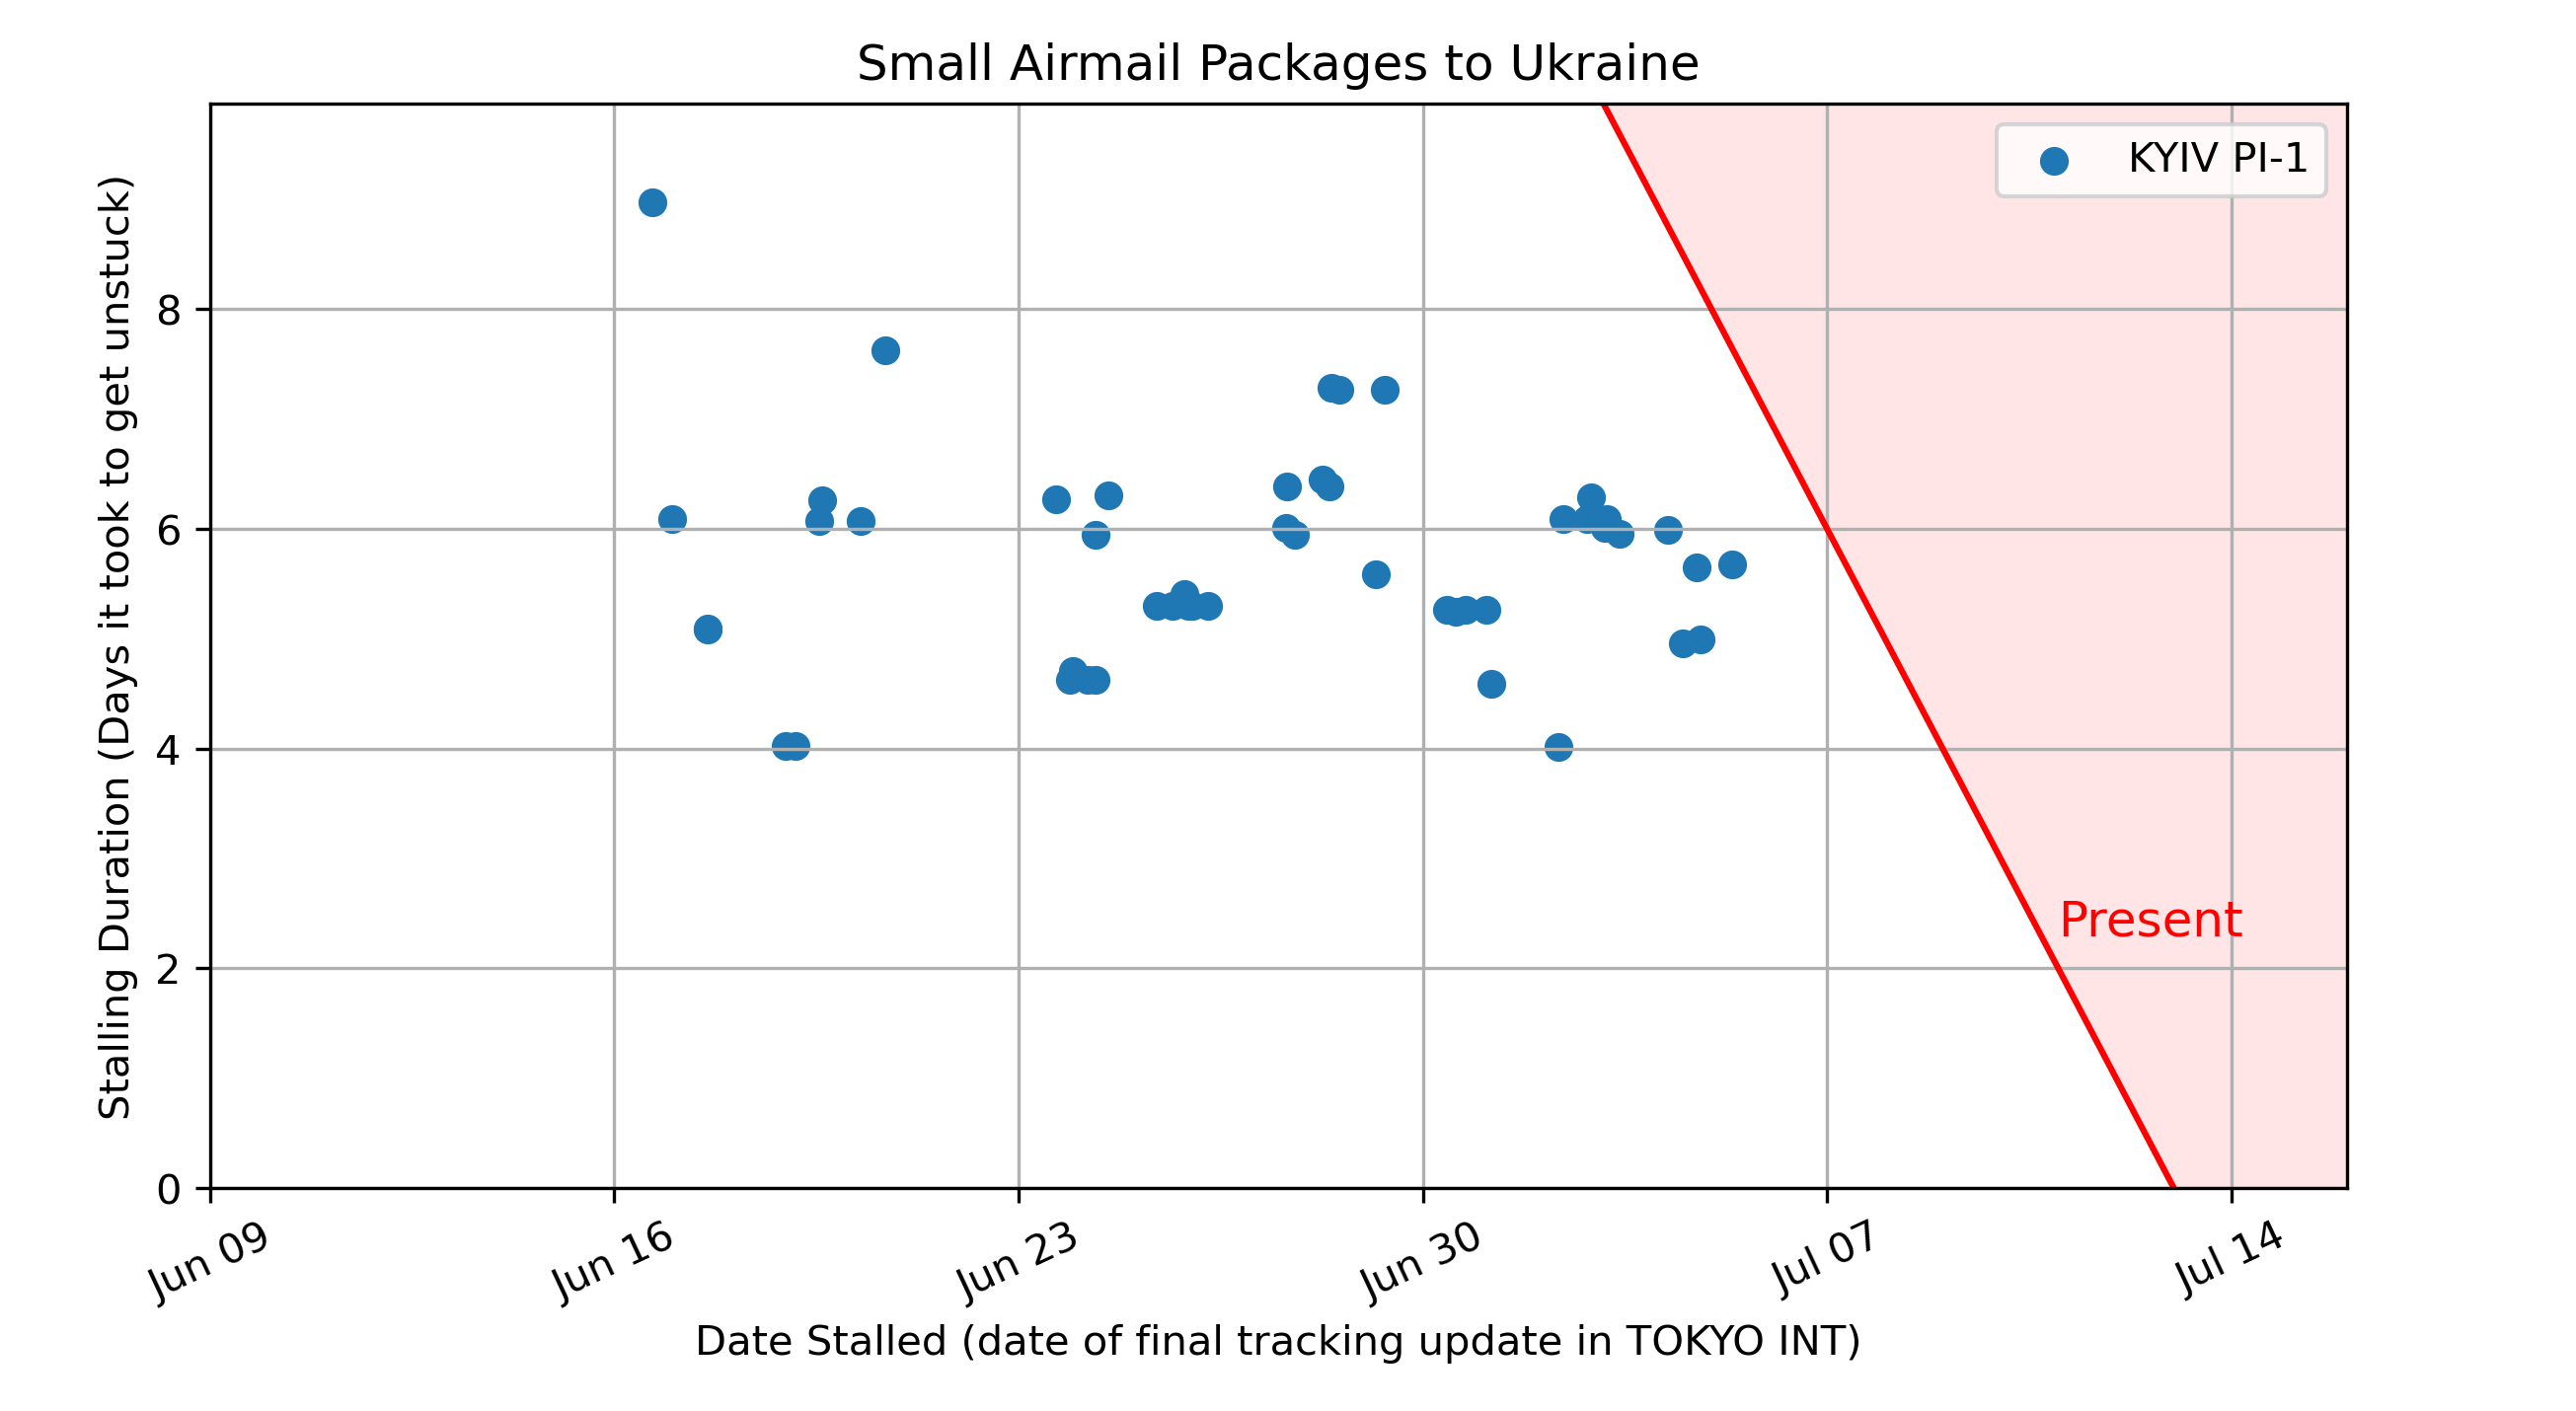 Small Airmail Packages to Ukraine
KYIV PI-1
Stalling Duration (Days it took to get unstuck)
8
6
4
2
0
Present
Jun 09
Jun 16
Jun 23
Jun 30
Jul 07
Jul 14
Date Stalled (date of final tracking update in TOKYO INT)